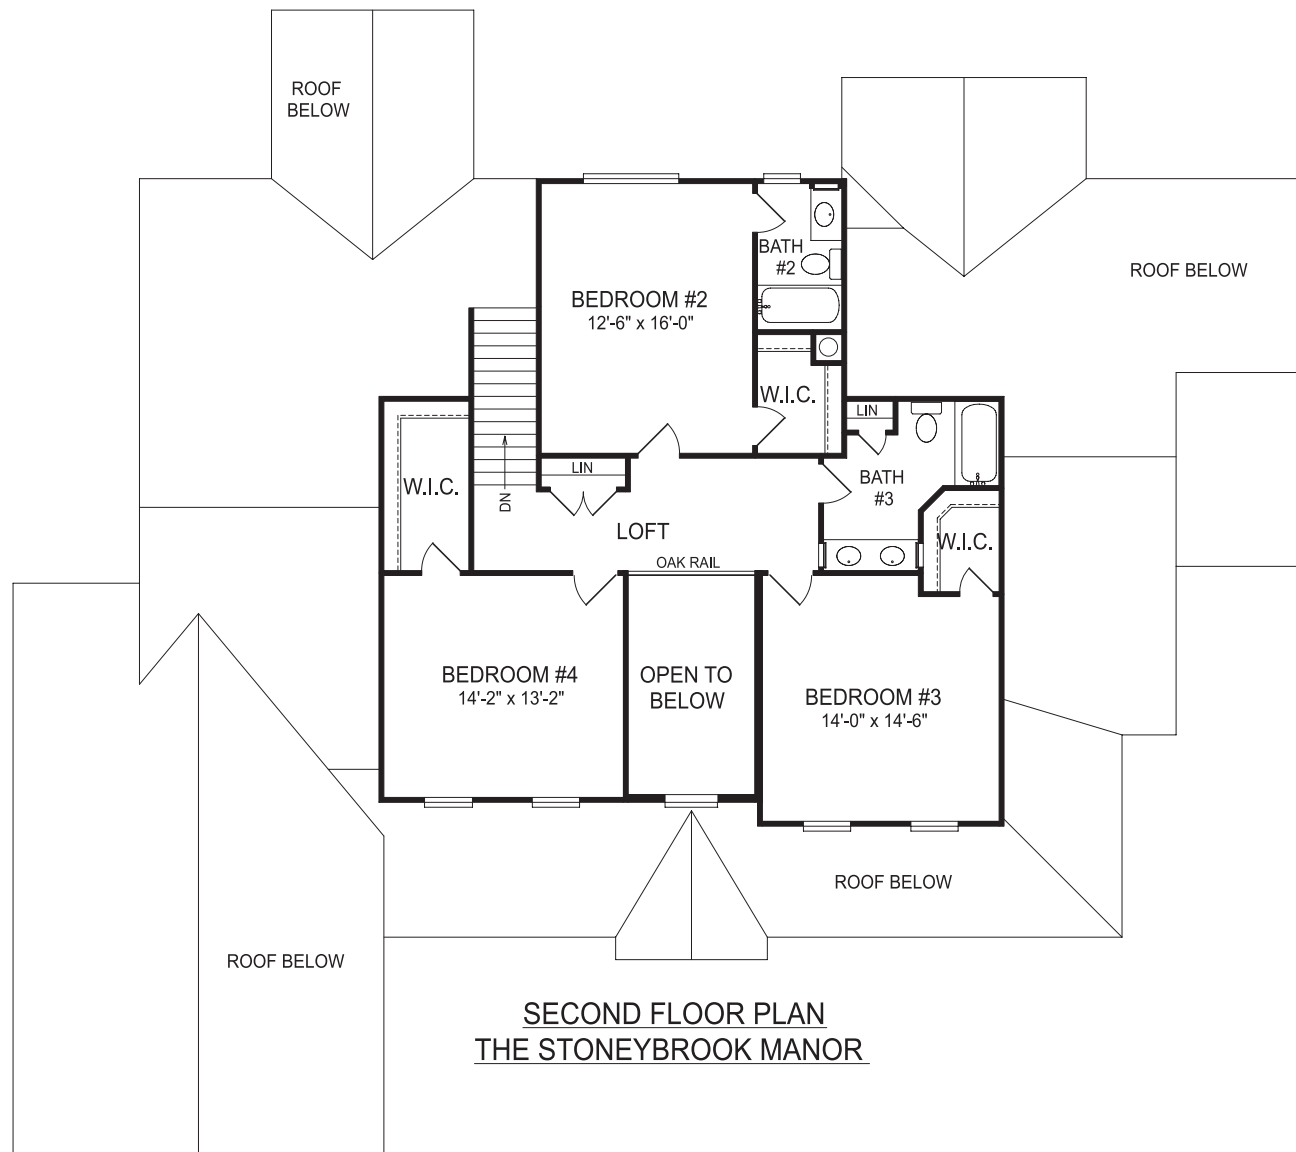 ROOF
BELOW
ROOF BELOW
BATH
#2
BEDROOM #2
12'-6" x 16'-0"
W.I.C.
LIN
W.I.C.
LIN
BATH
#3
DN
LOFT
W.I.C.
OAK RAIL
BEDROOM #4
14'-2" x 13'-2"
OPEN TO
BELOW
BEDROOM #3
14'-0" x 14'-6"
ROOF BELOW
ROOF BELOW
SECOND FLOOR PLAN
THE STONEYBROOK MANOR